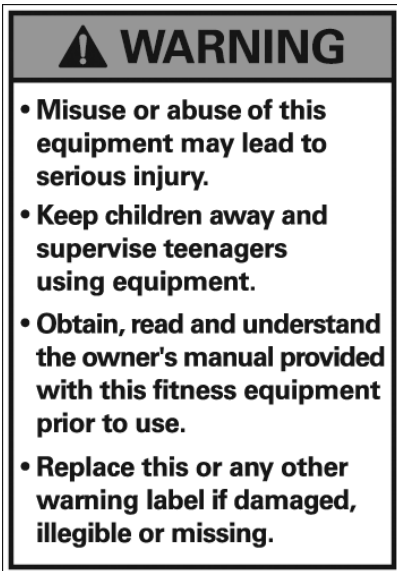 WARNING
• Misuse or abuse of this
equipment may lead to
serious injury.
• Keep children away and
supervise teenagers
using equipment.
• Obtain, read and understand
the owner's manual provided
with this fitness equipment
prior to use.
• Replace this or any other
warning label if damaged,
illegible or missing.